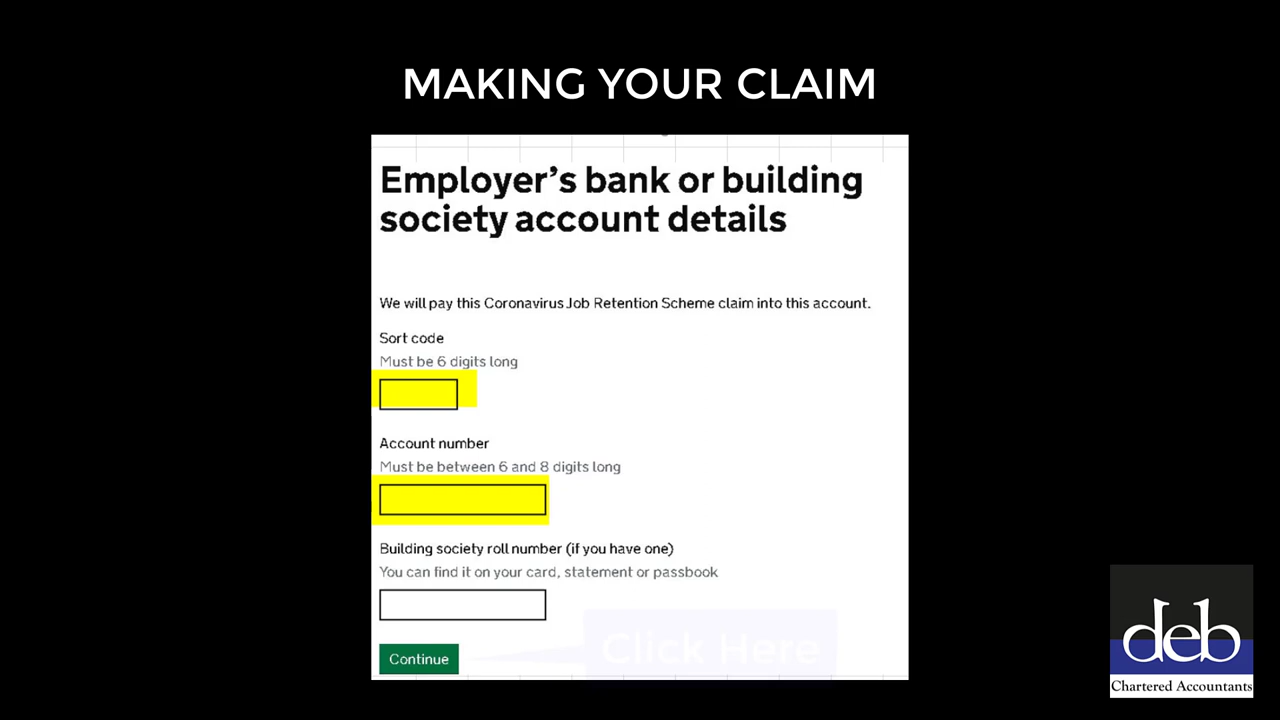 MAKING YOUR CLAIM
Employer's bank or building
society account details
We will pay this Coronavirus Job Retention Scheme claim into this account.
Sort code
Must be 6 digits long
Account number
Must be between 6 and 8 digits long
Building society roll number (if you have one)
You can find it on your card, statement or passbook
Click Here
Continue
deb
Chartered Accountants